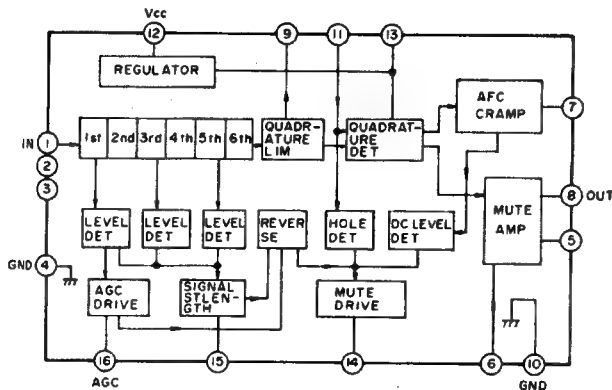 Vcc
12 9 11 13
REGULATOR
AFC
CRAMP
7
IN 1
2
3
1st 2nd 3rd 4th 5th 6th
QUADR-
ATURE
LIM
QUADRAT-
URE
DET
MUTE
AMP
8 OUT
5
LEVEL
DET
LEVEL
DET
LEVEL
DET
REVER
SE
HOLE
DET
DC LEVEL
DET
GND 4
AGC
DRIVE
SIGNAL
STLEN-
GTH
MUTE
DRIVE
16 15 14 6 10
AGC
GND